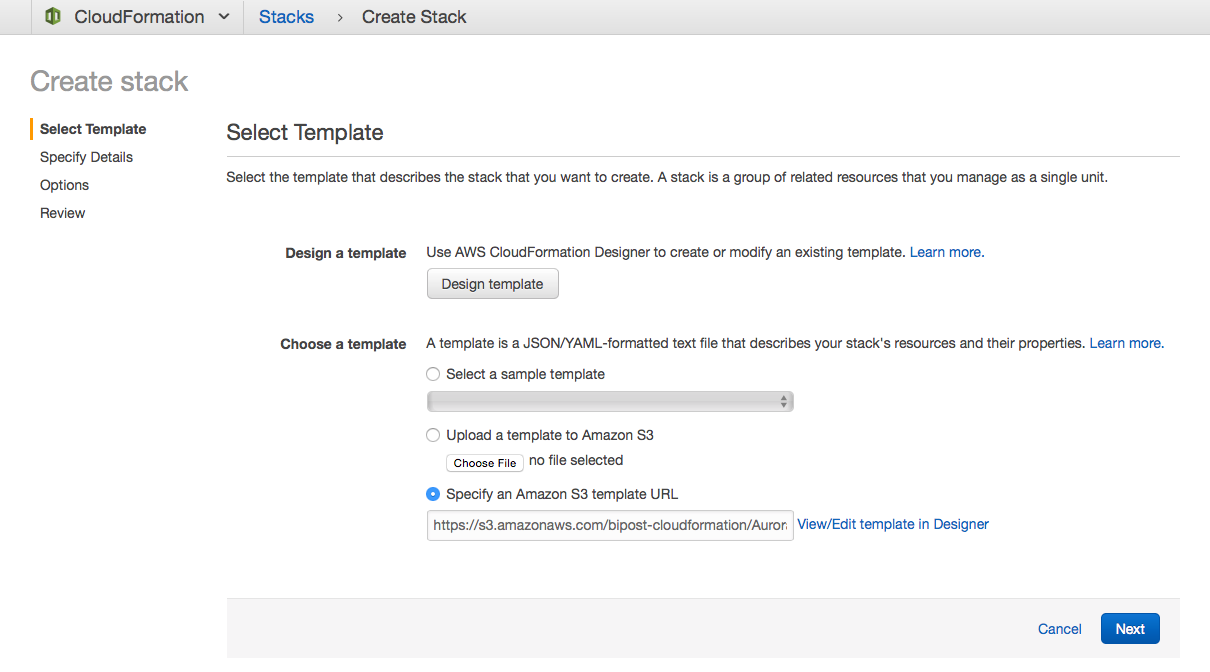 CloudFormation Stacks › Create Stack
Create stack
Select Template
Specify Details
Options
Review
Select Template
Select the template that describes the stack that you want to create. A stack is a group of related resources that you manage as a single unit.
Design a template Use AWS CloudFormation Designer to create or modify an existing template. Learn more.
Design template
Choose a template A template is a JSON/YAML-formatted text file that describes your stack's resources and their properties. Learn more.
Select a sample template
Upload a template to Amazon S3
Choose File no file selected
Specify an Amazon S3 template URL
https://s3.amazonaws.com/bipost-cloudformation/Auror View/Edit template in Designer
Cancel Next